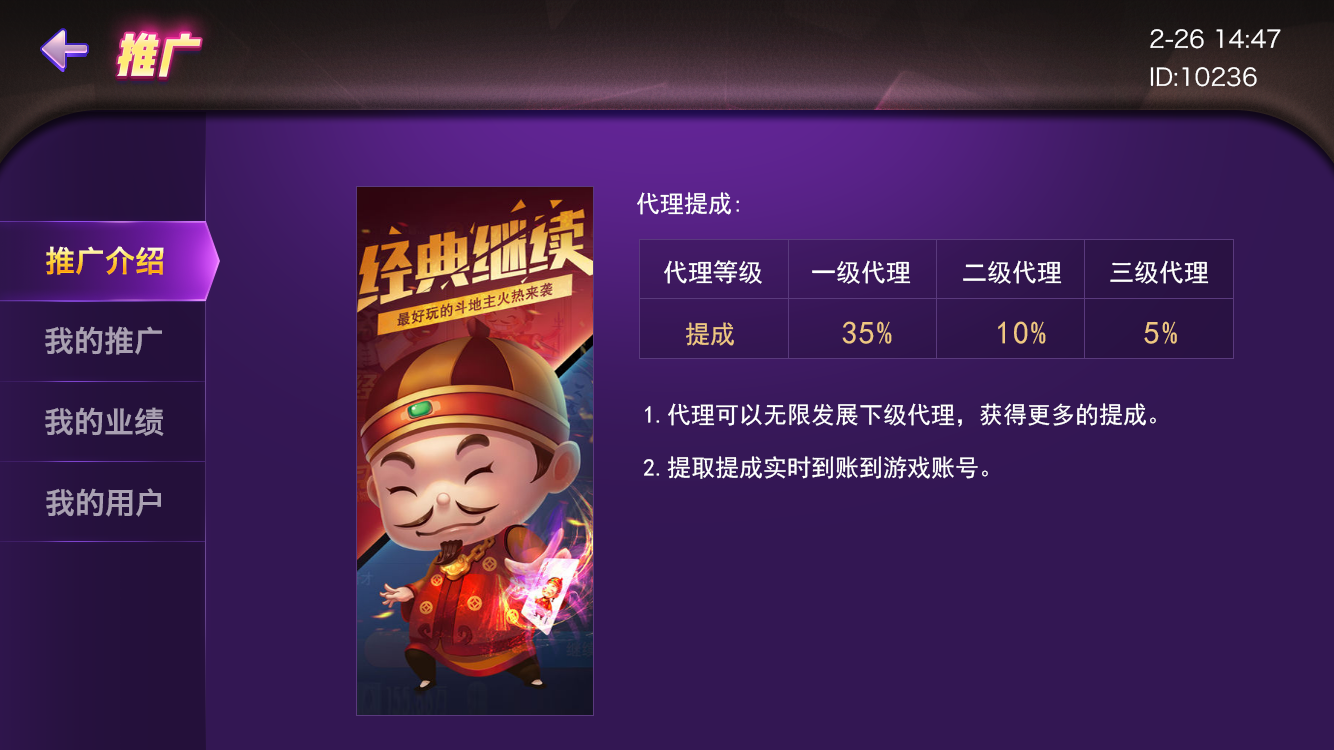 推广
2-26 14:47
ID:10236
推广介绍
我的推广
我的业绩
我的用户
经典继续
最好玩的斗地主火热来袭
代理提成:
代理等级 一级代理 二级代理 三级代理
提成 35% 10% 5%
1. 代理可以无限发展下级代理，获得更多的提成。
2. 提取提成实时到账到游戏账号。